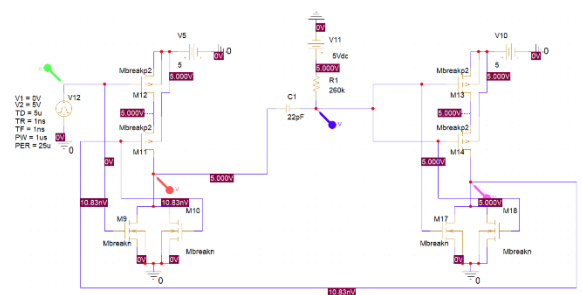 V5
5
0V
0
V11
5Vdc
0V
0
5.000V
R1
260k
V10
5
0V
0
Mbreakp2
5.000V
M12
5.000V
Mbreakp2
M11
V12
V1 = 0V
V2 = 5V
TD = 5u
TR = 1ns
TF = 1ns
PW = 1us
PER = 25u
0V
0
0V
C1
22pF
5.000V
V
Mbreakp2
5.000V
M13
5.000V
Mbreakp2
M14
5.000V
10.83nV
V
10.83nV
M9
M10
Mbreakn
Mbreakn
0V
0
5.000V
M17
M16
Mbreakn
Mbreakn
0V
0
10.83nV